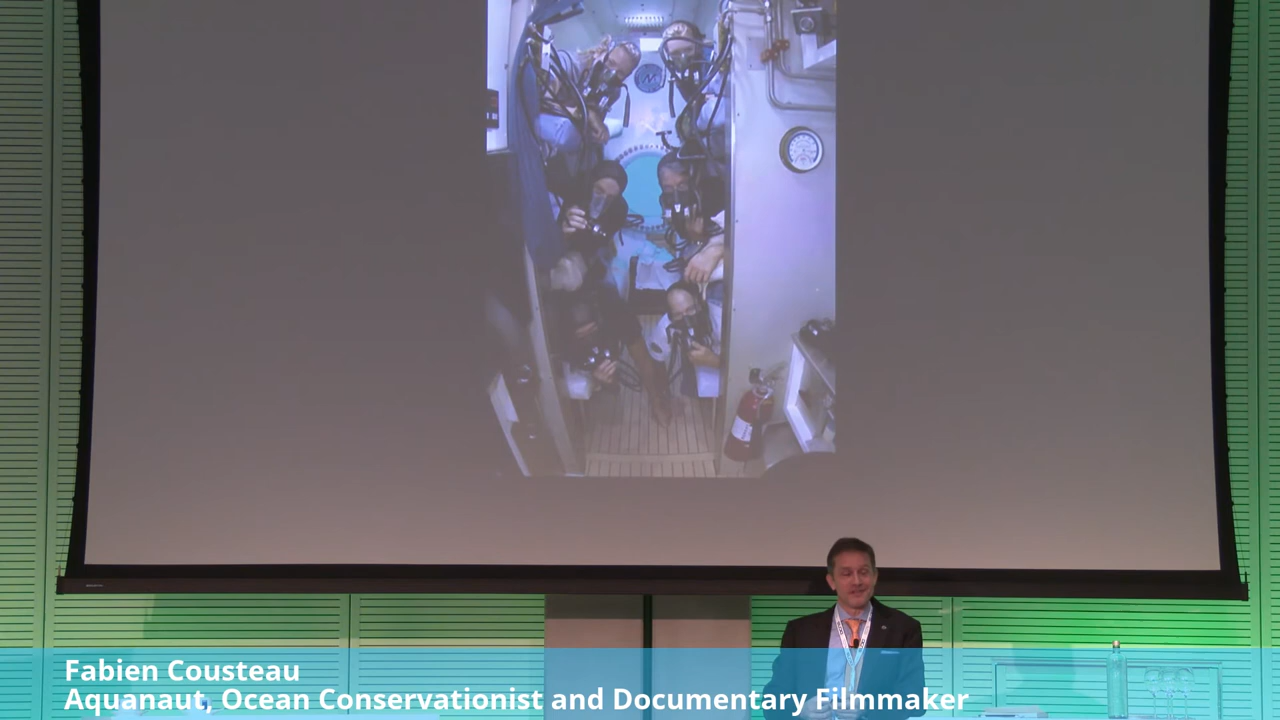 Fabien Cousteau
Aquanaut, Ocean Conservationist and Documentary Filmmaker